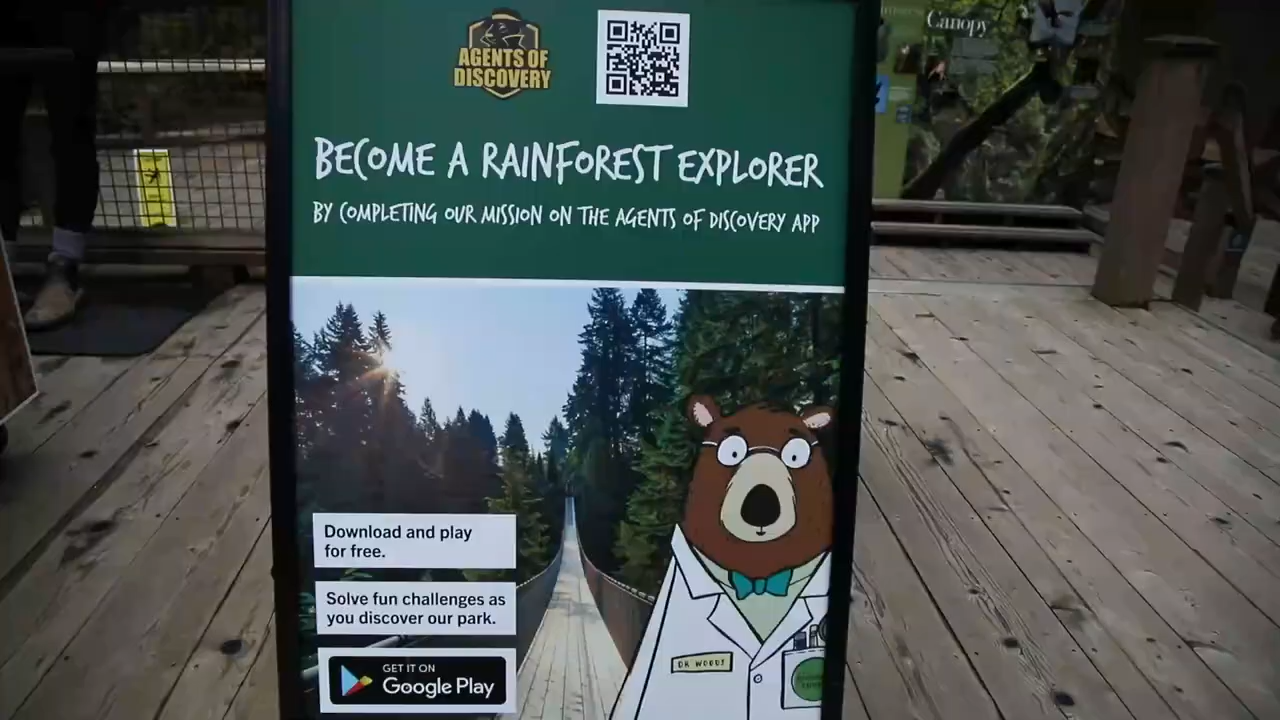 Canopy
AGENTS OF
DISCOVERY
BECOME A RAINFOREST EXPLORER
BY COMPLETING OUR MISSION ON THE AGENTS OF DISCOVERY APP
Download and play
for free.
Solve fun challenges as
you discover our park.
GET IT ON
Google Play
DR WOODY